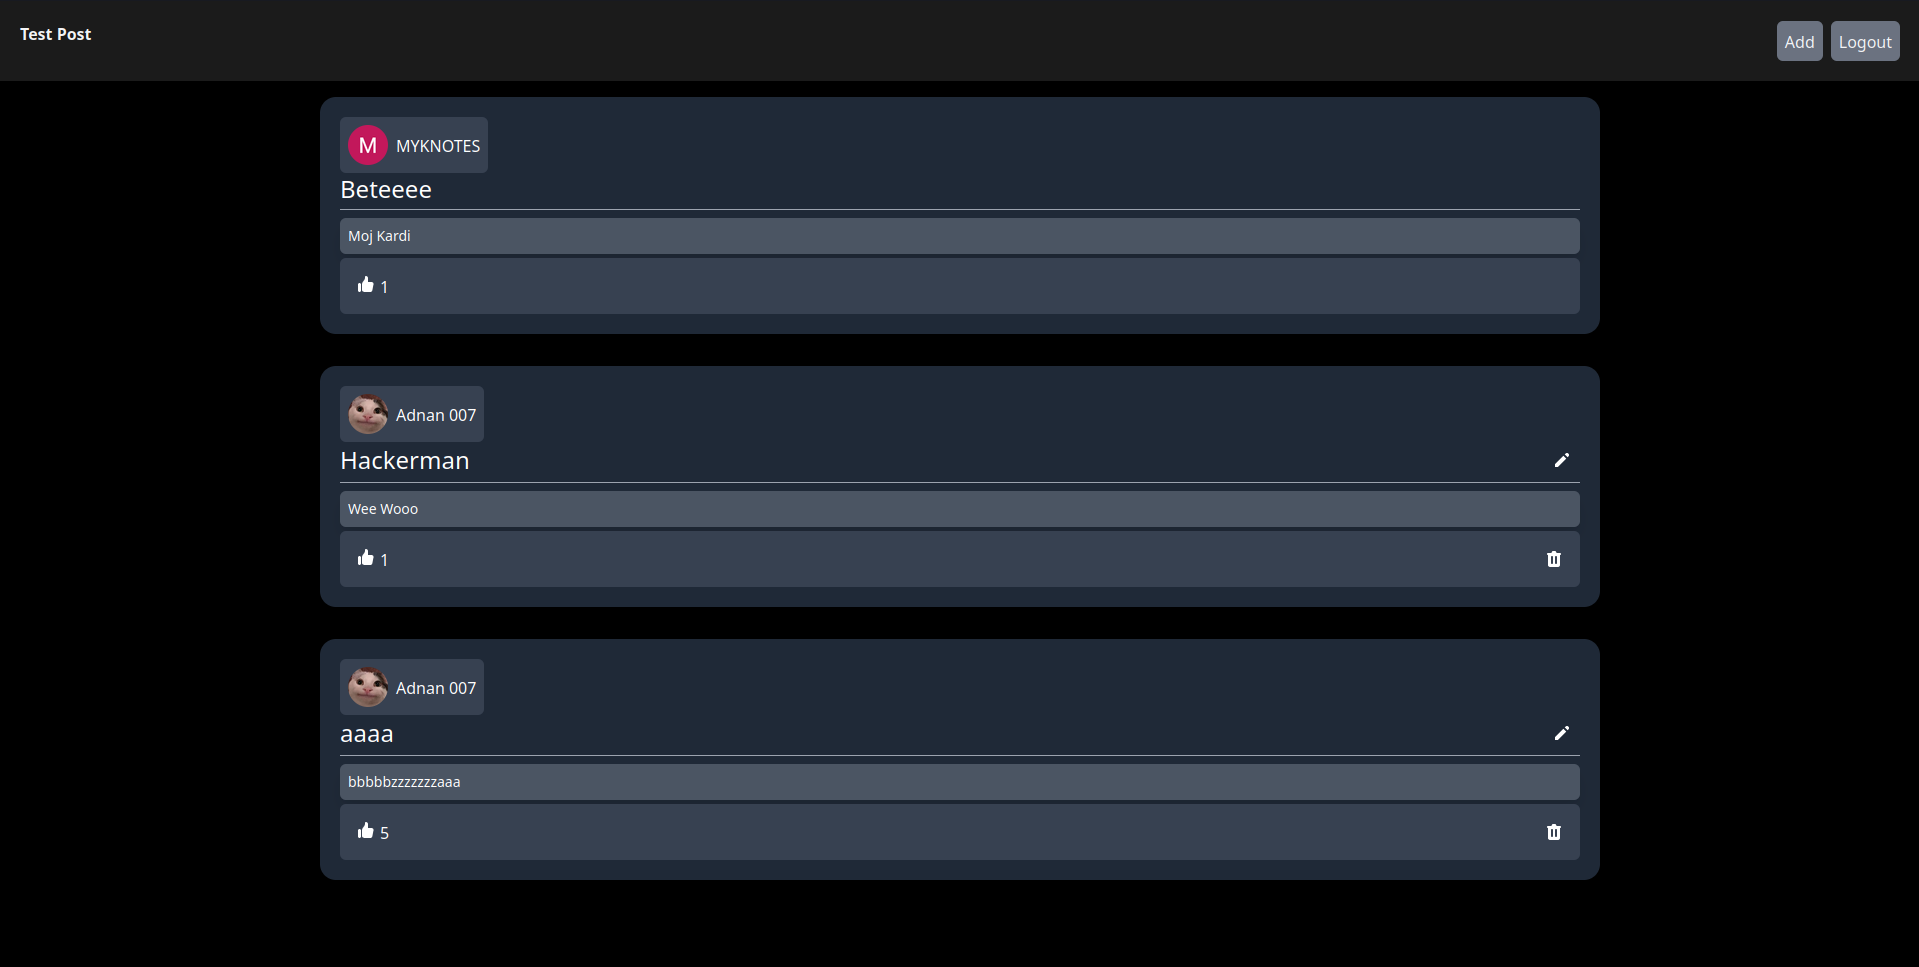 Test Post
Add
Logout
M
MYKNOTES
Beteeee
Moj Kardi
1
Adnan 007
Hackerman
Wee Wooo
1
Adnan 007
aaaa
bbbbbzzzzzzzaaa
5